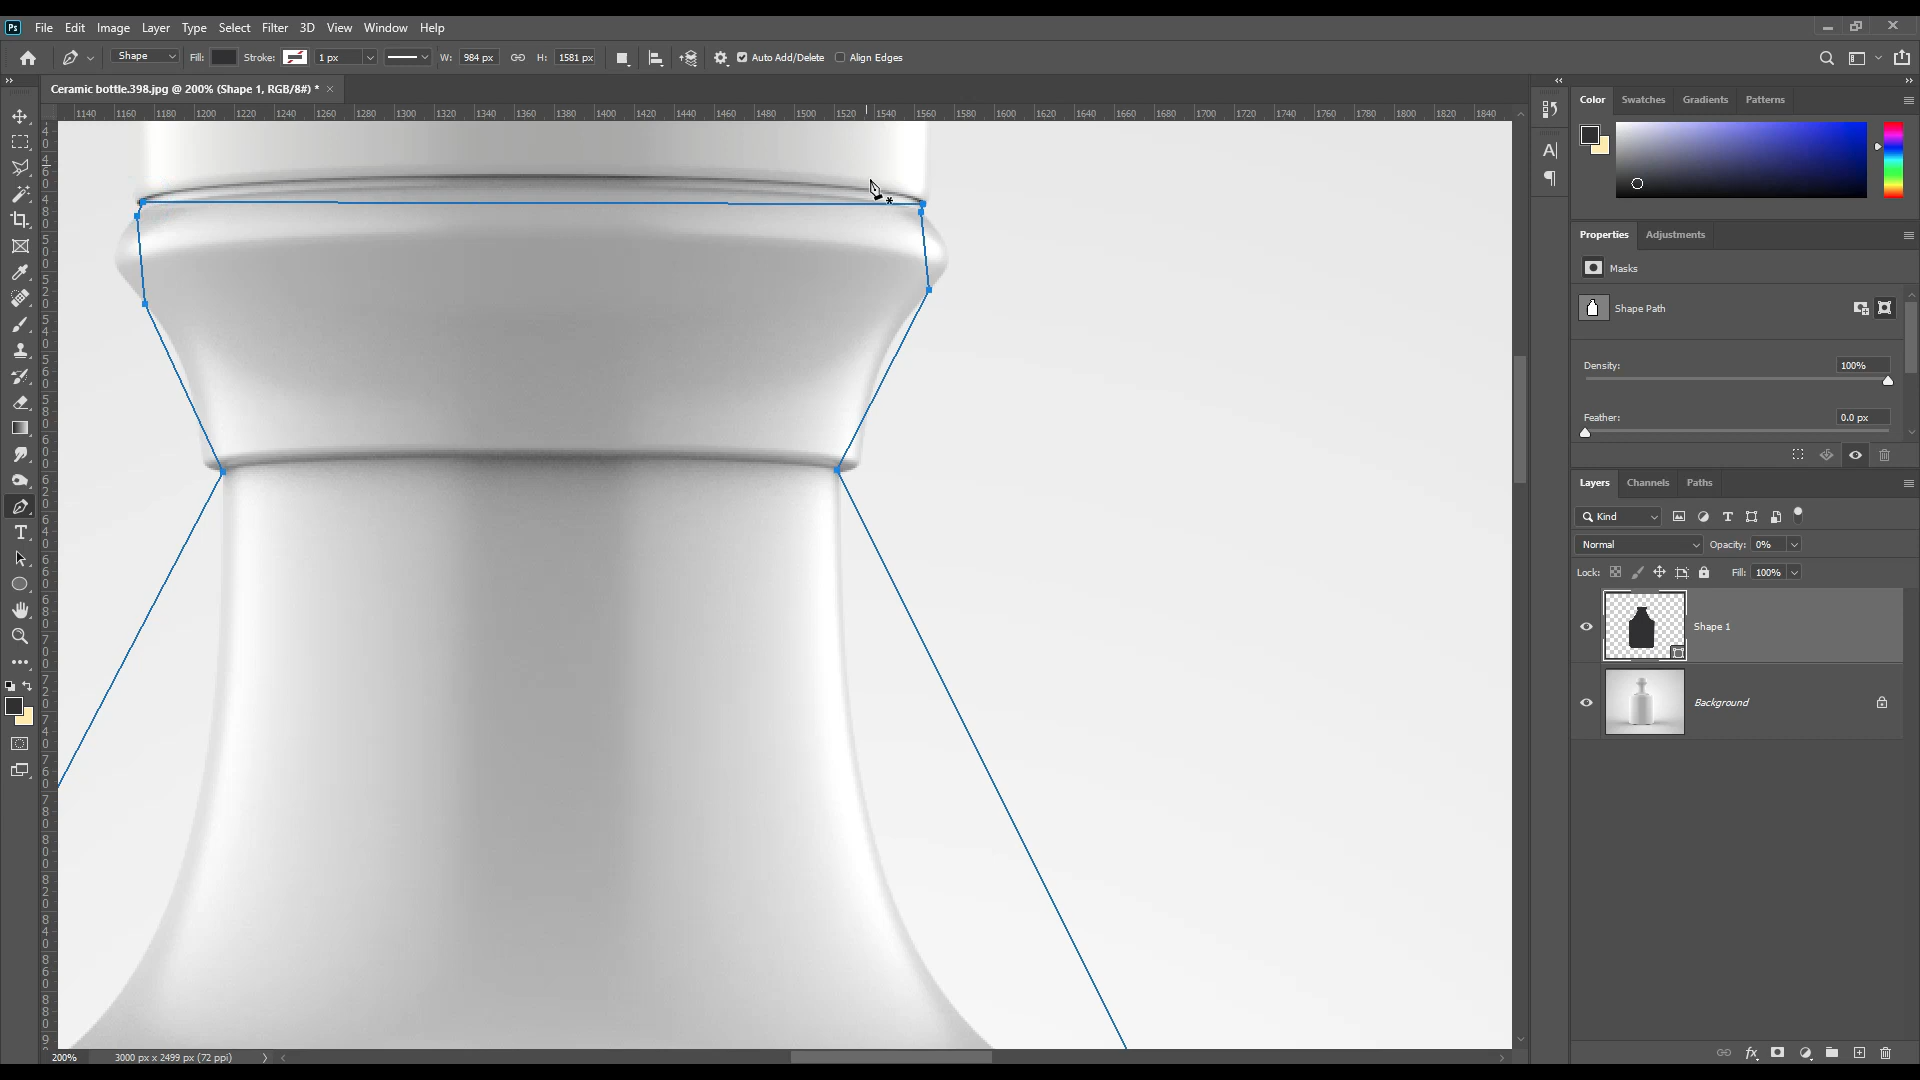 Ps File Edit Image Layer Type Select Filter 3D View Window Help
Shape Fill: Stroke: 1 px W: 984 px H: 1581 px Auto Add/Delete Align Edges
Ceramic bottle.398.jpg @ 200% (Shape 1, RGB/8#) * ×
1140 1160 1180 1200 1220 1240 1260 1280 1300 1320 1340 1360 1380 1400 1420 1440 1460 1480 1500 1520 1540 1560 1580 1600 1620 1640 1660 1680 1700 1720 1740 1760 1780 1800 1820 1840
Color Swatches Gradients Patterns
Properties Adjustments
Masks
Shape Path
Density: 100%
Feather: 0.0 px
Layers Channels Paths
Kind
Normal Opacity: 0%
Lock: Fill: 100%
Shape 1
Background
200% 3000 px x 2499 px (72 ppi)